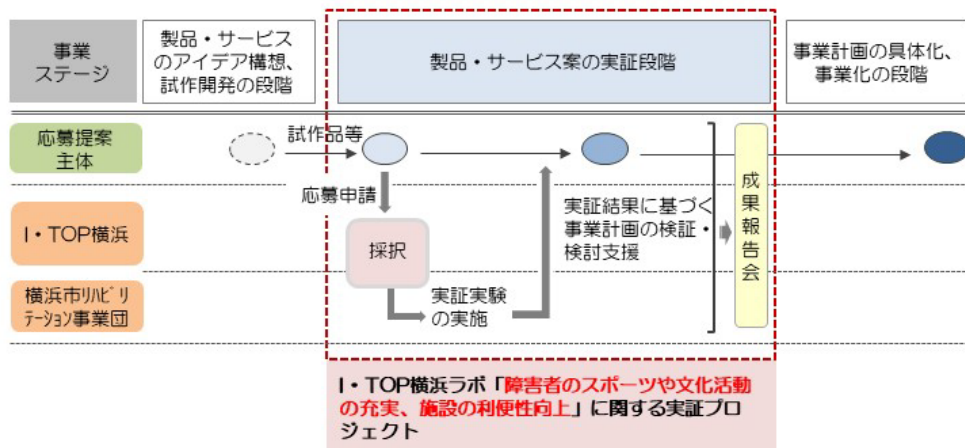 事業
ステージ
製品・サービス
のアイデア構想、
試作開発の段階
製品・サービス案の実証段階
事業計画の具体化、
事業化の段階
応募提案
主体
試作品等
応募申請
I・TOP横浜
採択
実証結果に基づく
事業計画の検証・
検討支援
成果報告会
横浜市ﾘﾊﾋﾞﾘ
ﾃｰｼｮﾝ事業団
実証実験
の実施
I・TOP横浜ラボ「障害者のスポーツや文化活動
の充実、施設の利便性向上」に関する実証プロ
ジェクト